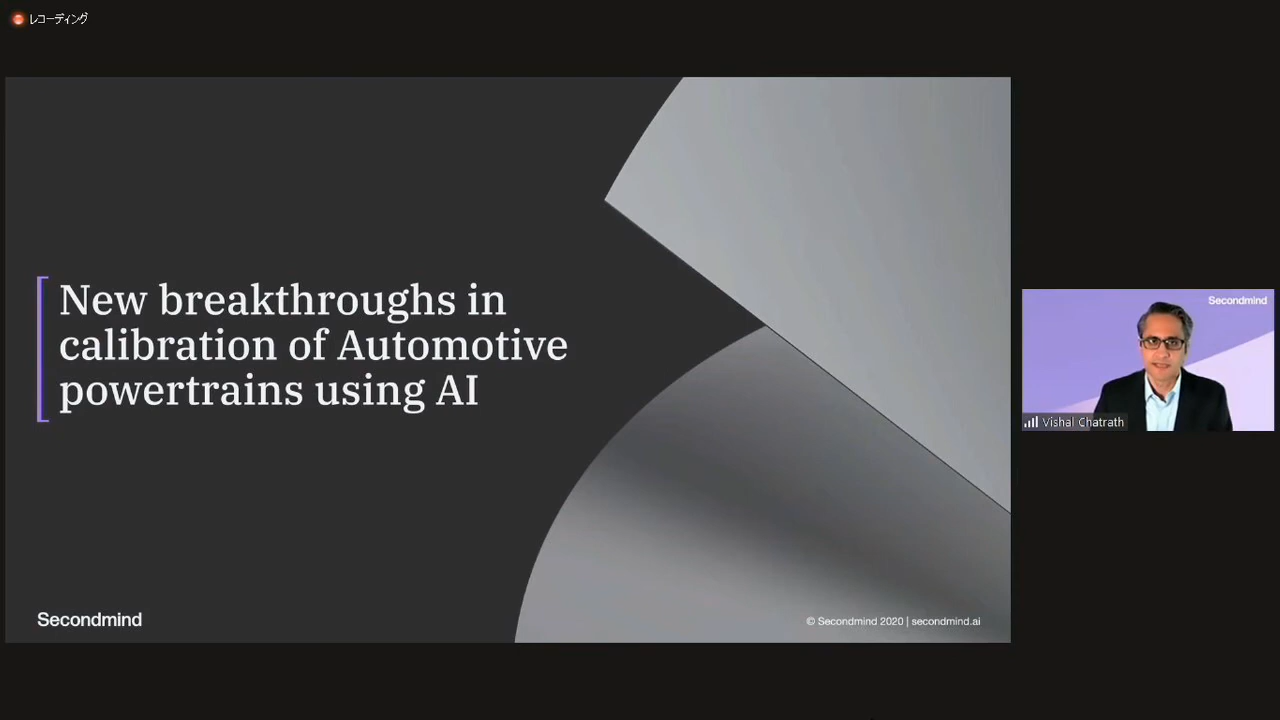 レコーディング
New breakthroughs in
calibration of Automotive
powertrains using AI
Secondmind
© Secondmind 2020 | secondmind.ai
Secondmind
Vishal Chatrath